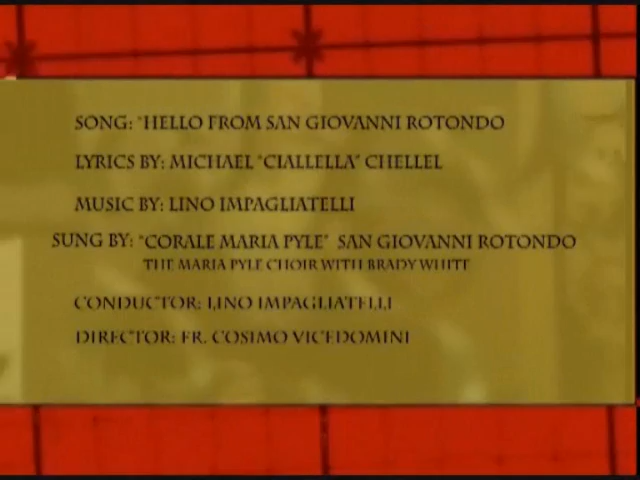 SONG: "HELLO FROM SAN GIOVANNI ROTONDO
LYRICS BY: MICHAEL "CIALLELLA" CHELLEL
MUSIC BY: LINO IMPAGLIATELLI
SUNG BY: "CORALE MARIA PYLE" SAN GIOVANNI ROTONDO
THE MARIA PYLE CHOIR WITH BRADY WHITE
CONDUCTOR: LINO IMPAGLIATELLI
DIRECTOR: FR. COSIMO VICEDOMINI